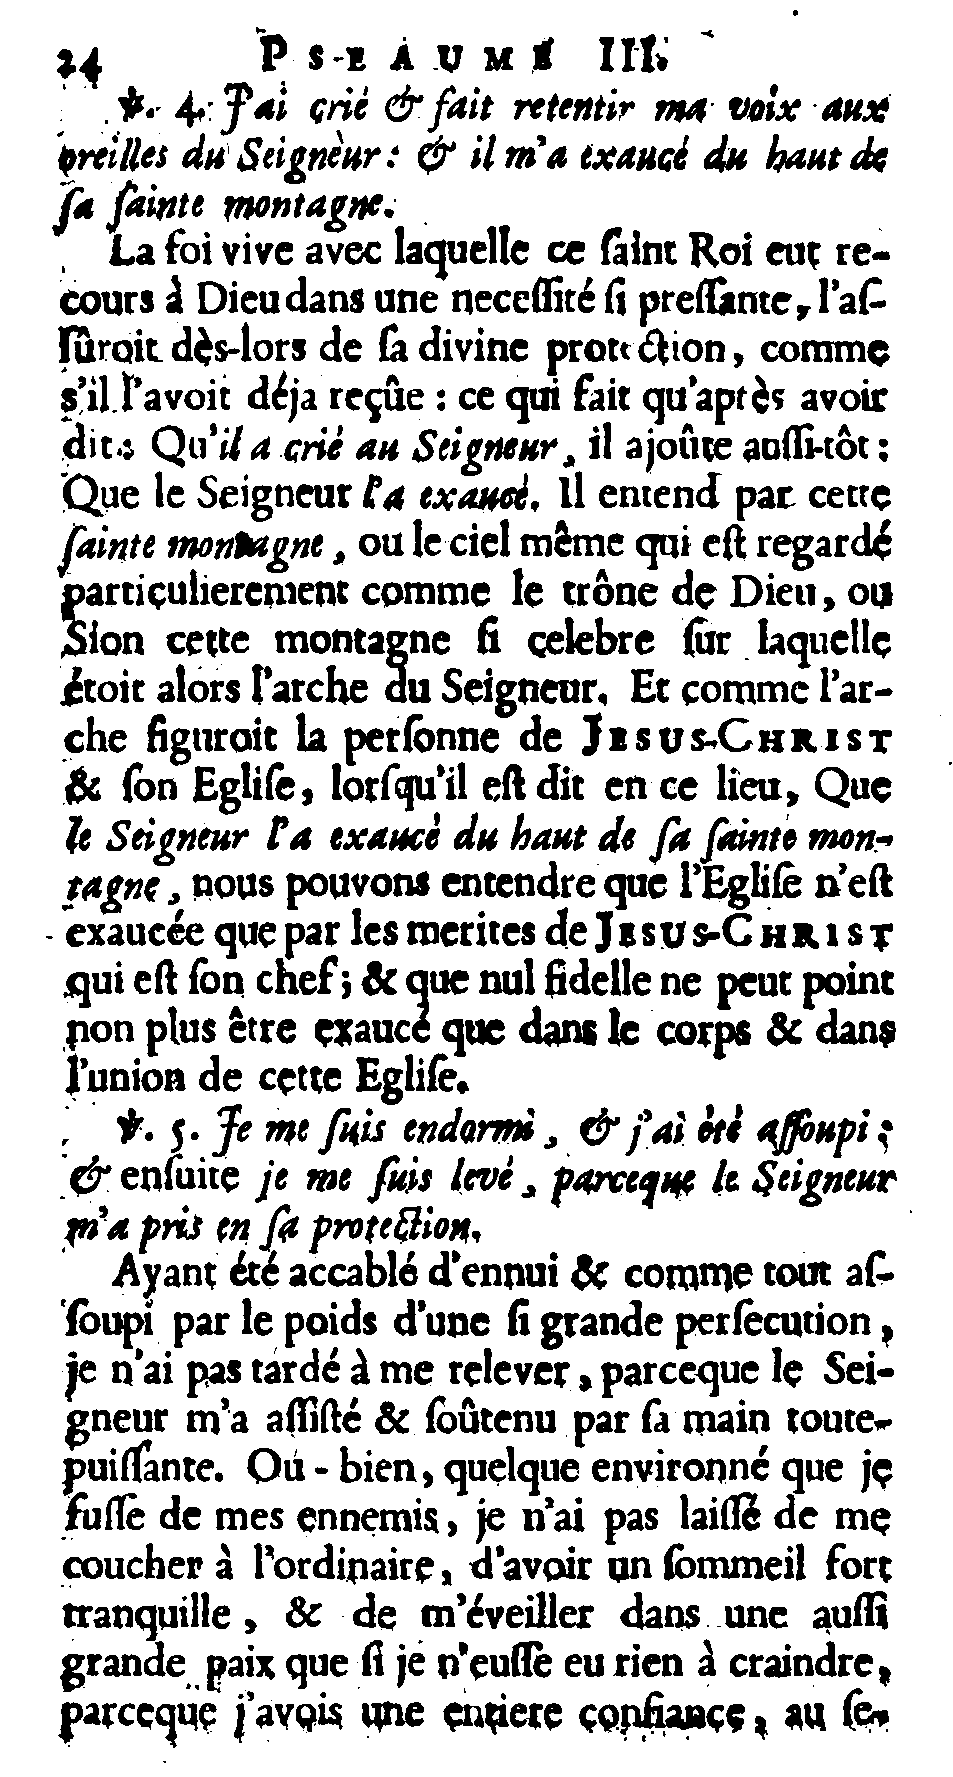 24 PSEAUME III.
℣. 4. J'ai crié & fait retentir ma voix aux
oreilles du Seigneur : & il m'a exaucé du haut de
ſa ſainte montagne.
La foi vive avec laquelle ce ſaint Roi eut re-
cours à Dieu dans une neceſſité ſi preſſante, l'aſ-
ſûroit dès-lors de ſa divine protection, comme
s'il l'avoit déja reçûe : ce qui fait qu'après avoir
dit : Qu'il a crié au Seigneur, il ajoûte auſſi-tôt :
Que le Seigneur l'a exaucé. Il entend par cette
ſainte montagne, ou le ciel même qui eſt regardé
particulierement comme le trône de Dieu, ou
Sion cette montagne ſi celebre ſur laquelle
étoit alors l'arche du Seigneur. Et comme l'ar-
che figuroit la perſonne de JESUS-CHRIST
& ſon Egliſe, lorſqu'il eſt dit en ce lieu, Que
le Seigneur l'a exaucé du haut de ſa ſainte mon-
tagne, nous pouvons entendre que l'Egliſe n'eſt
exaucée que par les merites de JESUS-CHRIST
qui eſt ſon chef ; & que nul fidelle ne peut point
non plus être exaucé que dans le corps & dans
l'union de cette Egliſe.
℣. 5. Je me ſuis endormi, & j'ai été aſſoupi ;
& enſuite je me ſuis levé, parceque le Seigneur
m'a pris en ſa protection.
Ayant été accablé d'ennui & comme tout aſ-
ſoupi par le poids d'une ſi grande perſecution,
je n'ai pas tardé à me relever, parceque le Sei-
gneur m'a aſſiſté & ſoûtenu par ſa main toute-
puiſſante. Ou - bien, quelque environné que je
fuſſe de mes ennemis, je n'ai pas laiſſé de me
coucher à l'ordinaire, d'avoir un ſommeil fort
tranquille, & de m'éveiller dans une auſſi
grande paix que ſi je n'euſſe eu rien à craindre,
parceque j'avois une entiere confiance, au ſe-